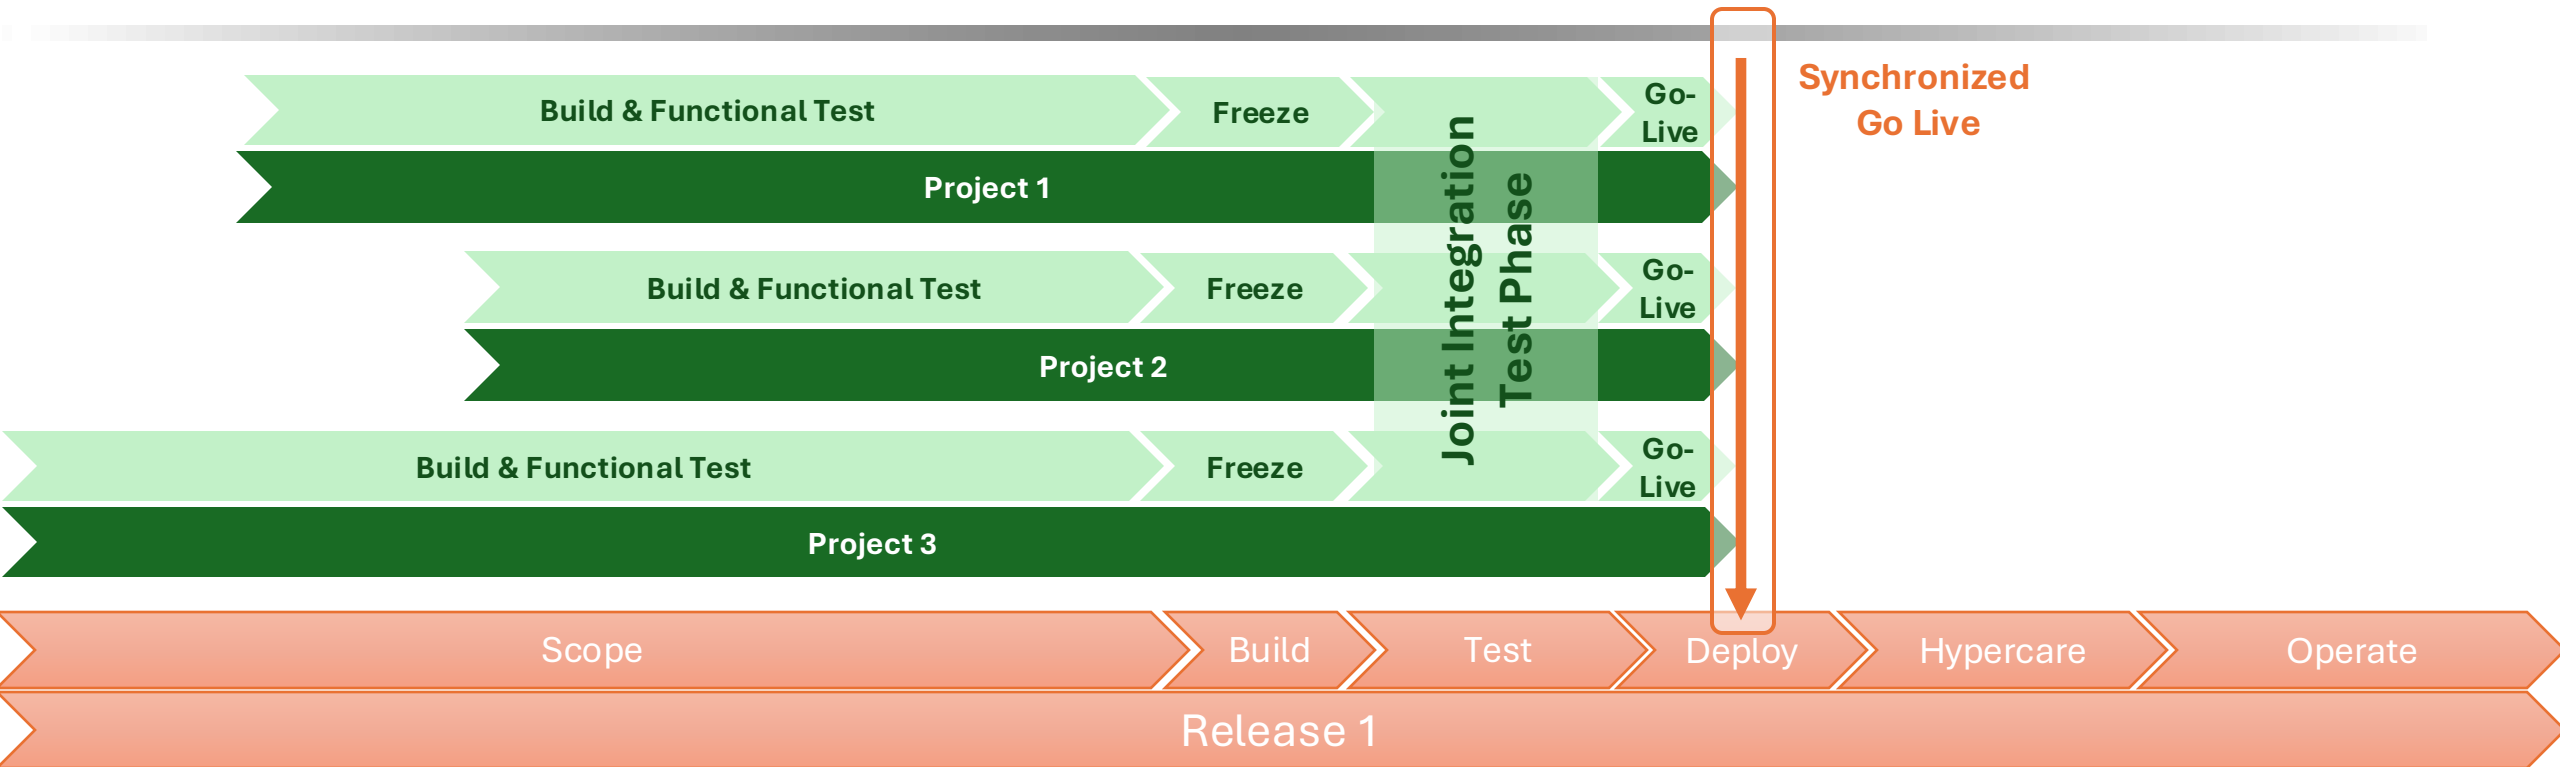 Synchronized
Go Live
Build & Functional Test
Freeze
Go-
Live
Project 1
Joint Integration
Test Phase
Build & Functional Test
Freeze
Go-
Live
Project 2
Build & Functional Test
Freeze
Go-
Live
Project 3
Scope
Build
Test
Deploy
Hypercare
Operate
Release 1